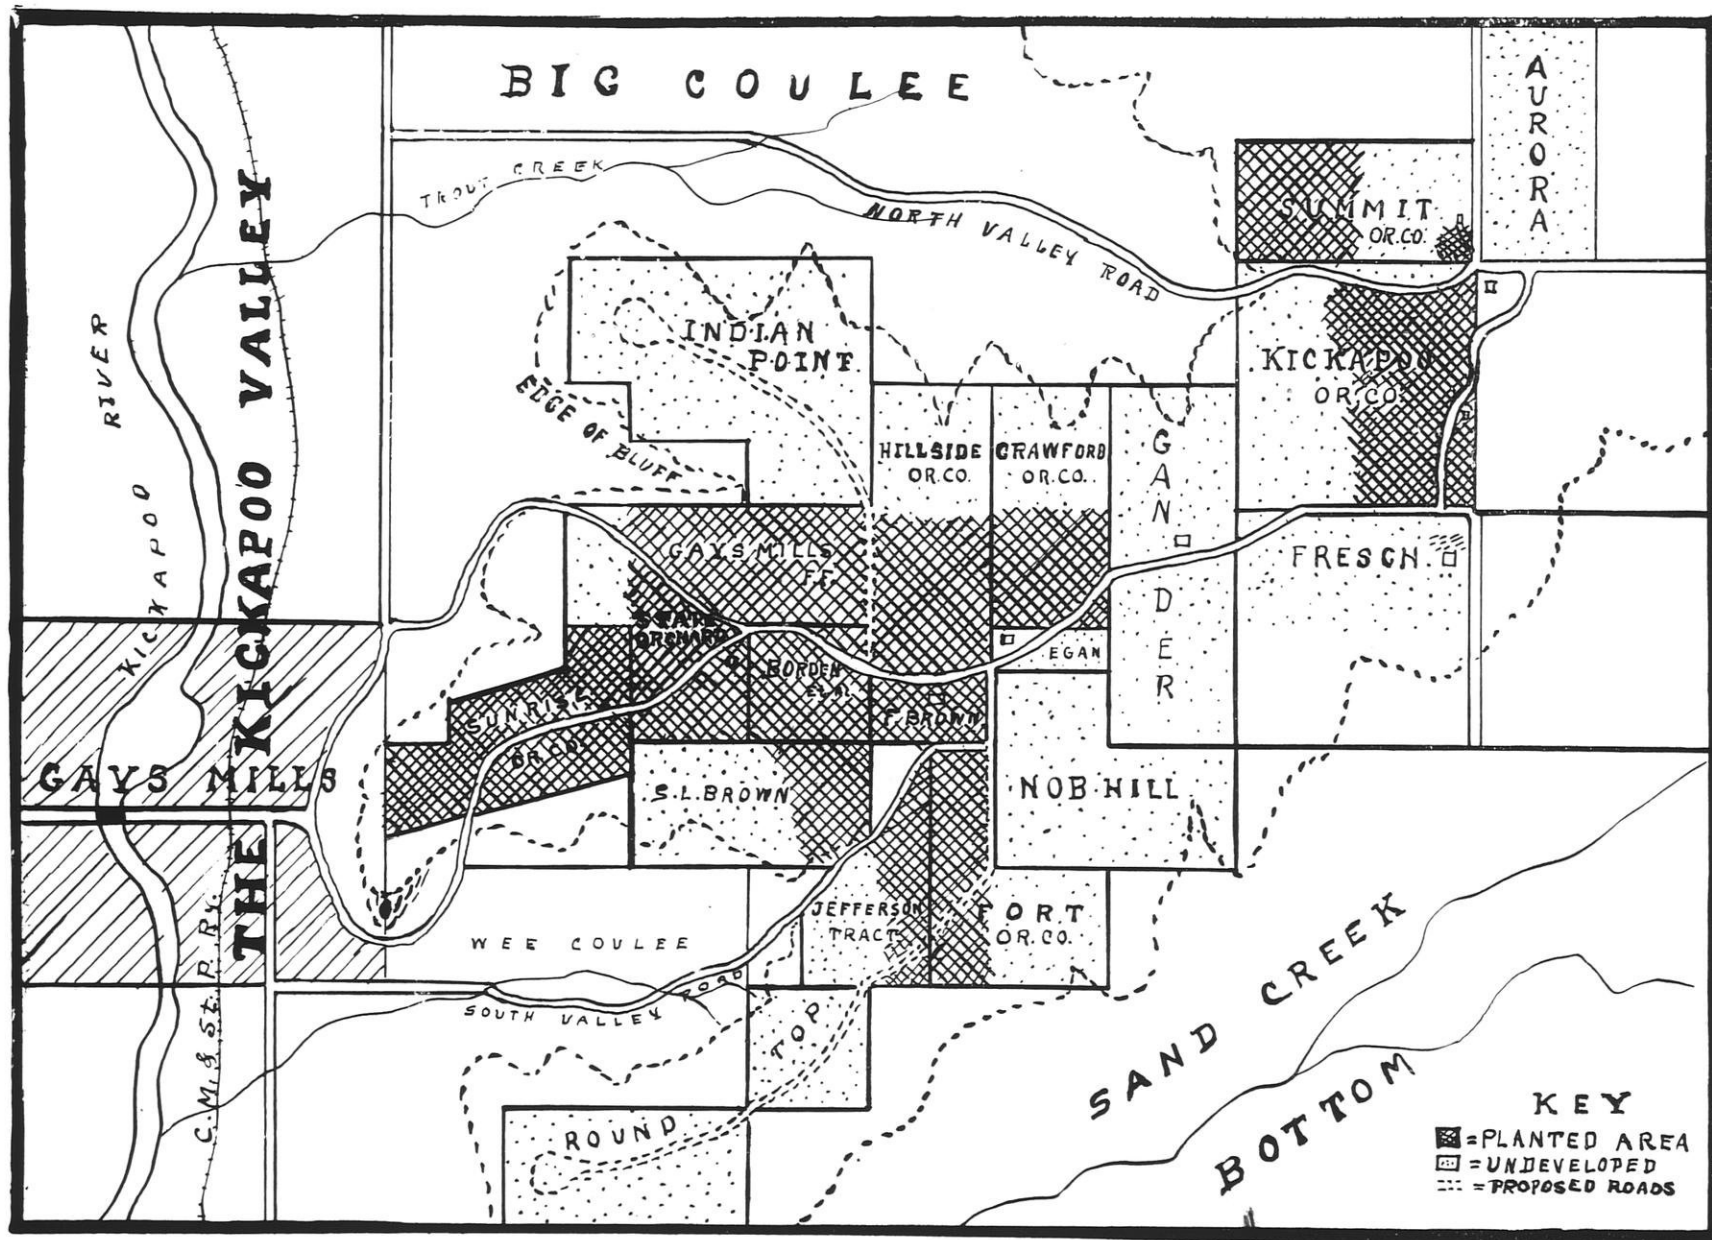 BIG COULEE
AURORA
TROUT CREEK
NORTH VALLEY ROAD
SUMMIT
OR.CO.
THE KICKAPOO VALLEY
RIVER
KICKAPOO
INDIAN
POINT
EDGE OF
BLUFF
KICKAPOO
OR.CO.
HILLSIDE
OR.CO.
CRAWFORD
OR.CO.
GANDER
GAYS MILLS
F.F.
FRESCH.
STATE
ORCHARD
BORDEN
ET AL
EGAN
SUNRISE
OR.CO.
F. BROWN
GAYS MILLS
S.L.BROWN
NOB HILL
JEFFERSON
TRACT
FORT
OR.CO.
WEE COULEE
SOUTH VALLEY ROAD
C.M.& St. P. RY.
ROUND TOP
SAND CREEK
BOTTOM
KEY
=PLANTED AREA
=UNDEVELOPED
=PROPOSED ROADS